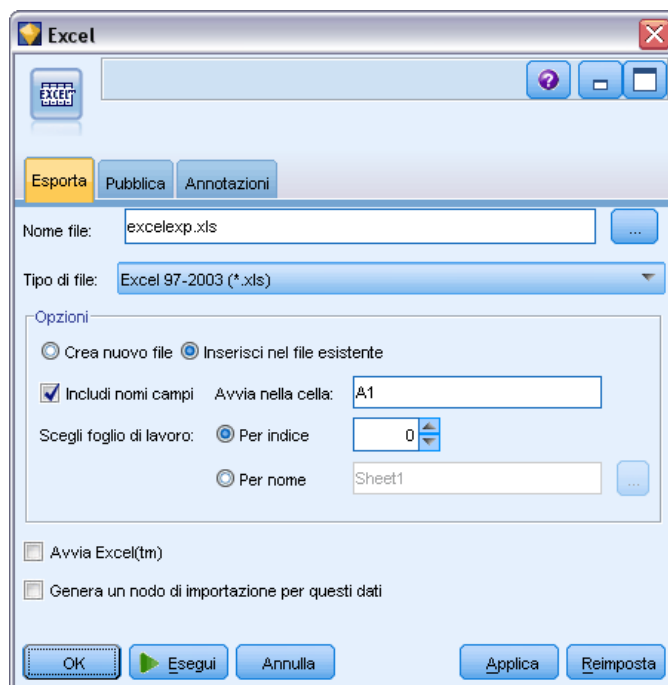 Excel
EXCEL
Esporta Pubblica Annotazioni
Nome file: excelexp.xls ...
Tipo di file: Excel 97-2003 (*.xls)
Opzioni
Crea nuovo file Inserisci nel file esistente
Includi nomi campi Avvia nella cella: A1
Scegli foglio di lavoro: Per indice 0
Per nome Sheet1 ...
Avvia Excel(tm)
Genera un nodo di importazione per questi dati
OK Esegui Annulla Applica Reimposta